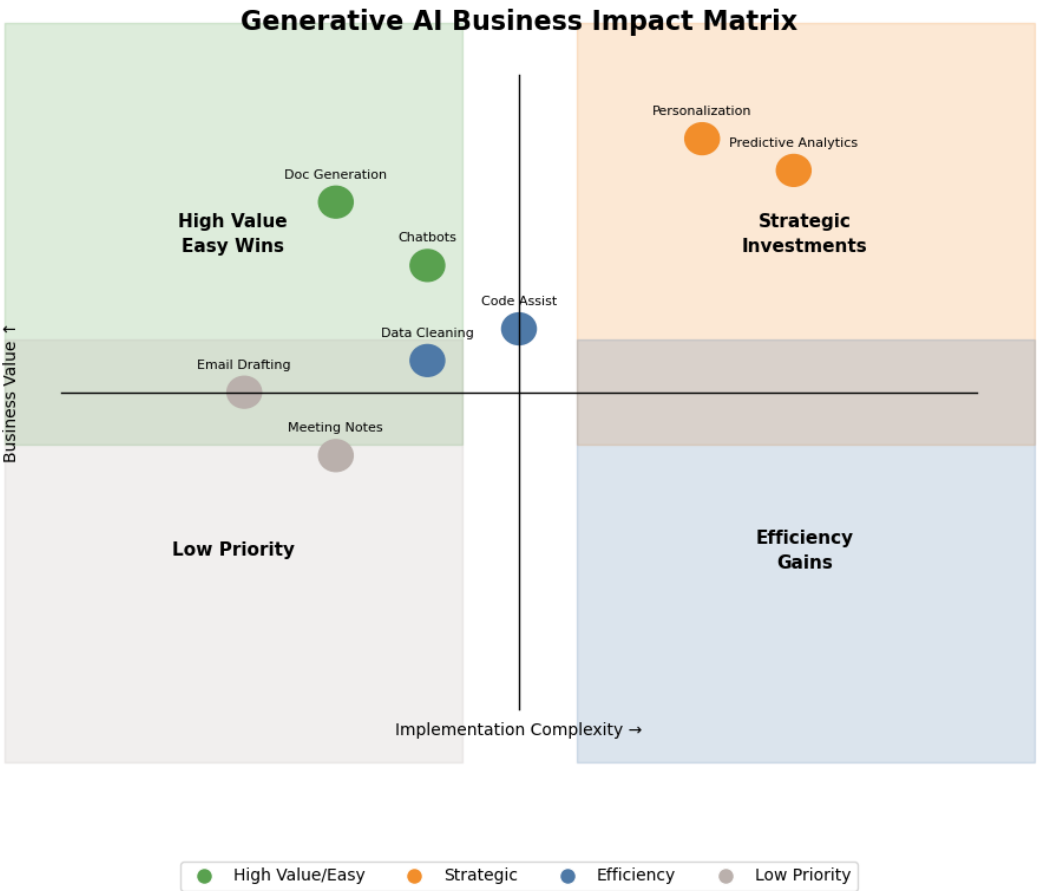 Generative AI Business Impact Matrix
Personalization
Predictive Analytics
Doc Generation
High Value
Easy Wins
Strategic
Investments
Chatbots
Code Assist
Data Cleaning
Email Drafting
Business Value ↑
Meeting Notes
Low Priority
Efficiency
Gains
Implementation Complexity →
High Value/Easy
Strategic
Efficiency
Low Priority